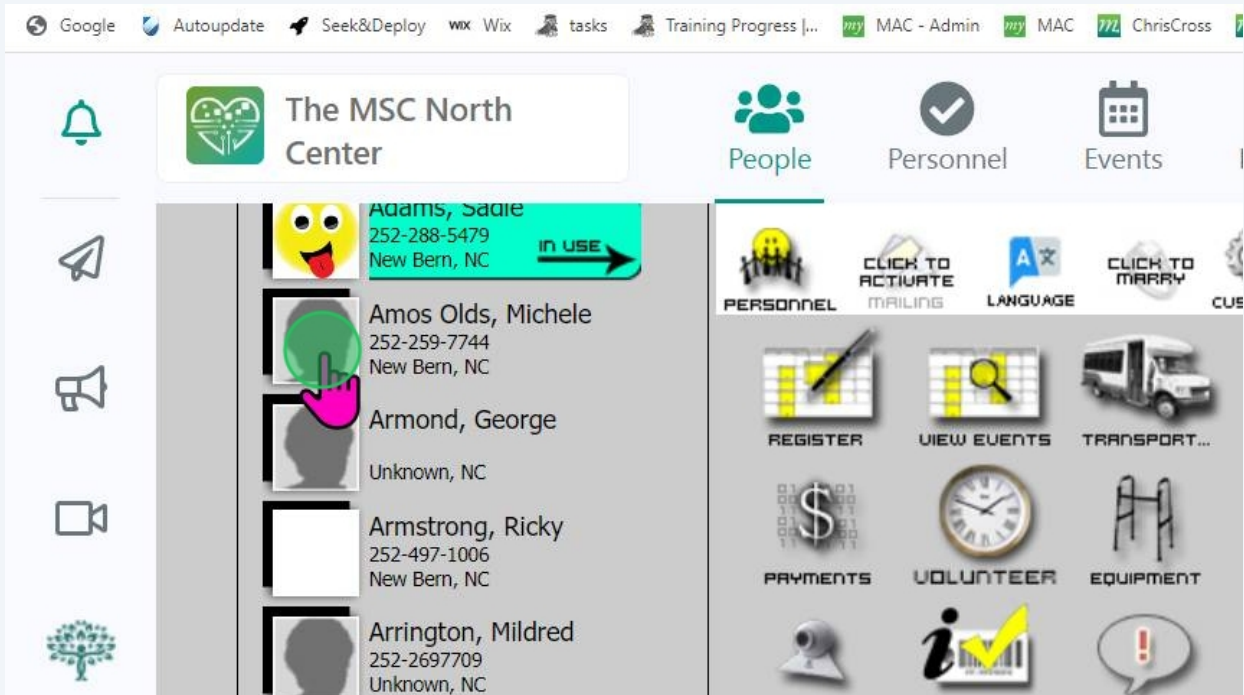 Google Autoupdate Seek&Deploy WIX Wix tasks Training Progress |... my MAC - Admin my MAC m ChrisCross
The MSC North
Center
People Personnel Events
Adams, Sadie
252-288-5479
New Bern, NC
IN USE
Amos Olds, Michele
252-259-7744
New Bern, NC
Armond, George
Unknown, NC
Armstrong, Ricky
252-497-1006
New Bern, NC
Arrington, Mildred
252-2697709
Unknown, NC
PERSONNEL
CLICK TO
ACTIVATE
MAILING
LANGUAGE
CLICK TO
MARRY
REGISTER VIEW EVENTS TRANSPORT...
PAYMENTS VOLUNTEER EQUIPMENT